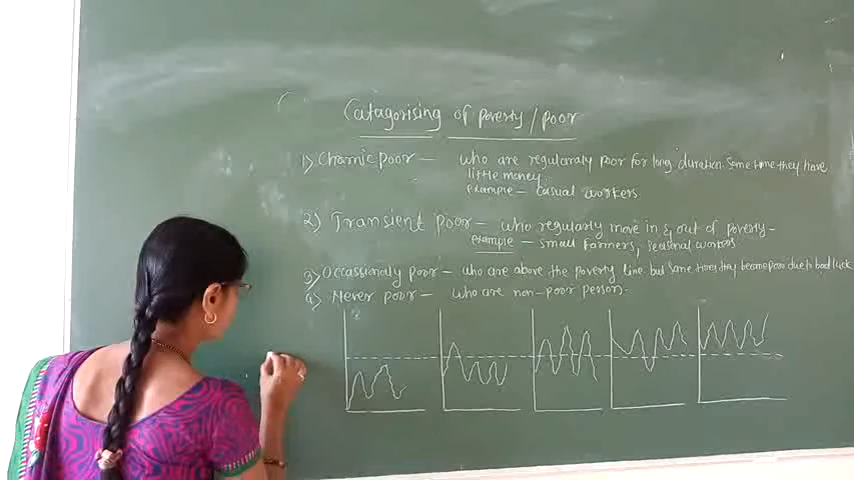 Catagorising of poverty/poor
1) Chronic poor — who are regularaly poor for long duration. Some time they have
little money.
example — casual workers
2) Transient poor — who regularly move in & out of poverty –
example — small farmers, seasonal workers
3) Occassionaly poor — who are above the poverty line but some times they become poor due to bad luck
4) Never poor — who are non-poor person.